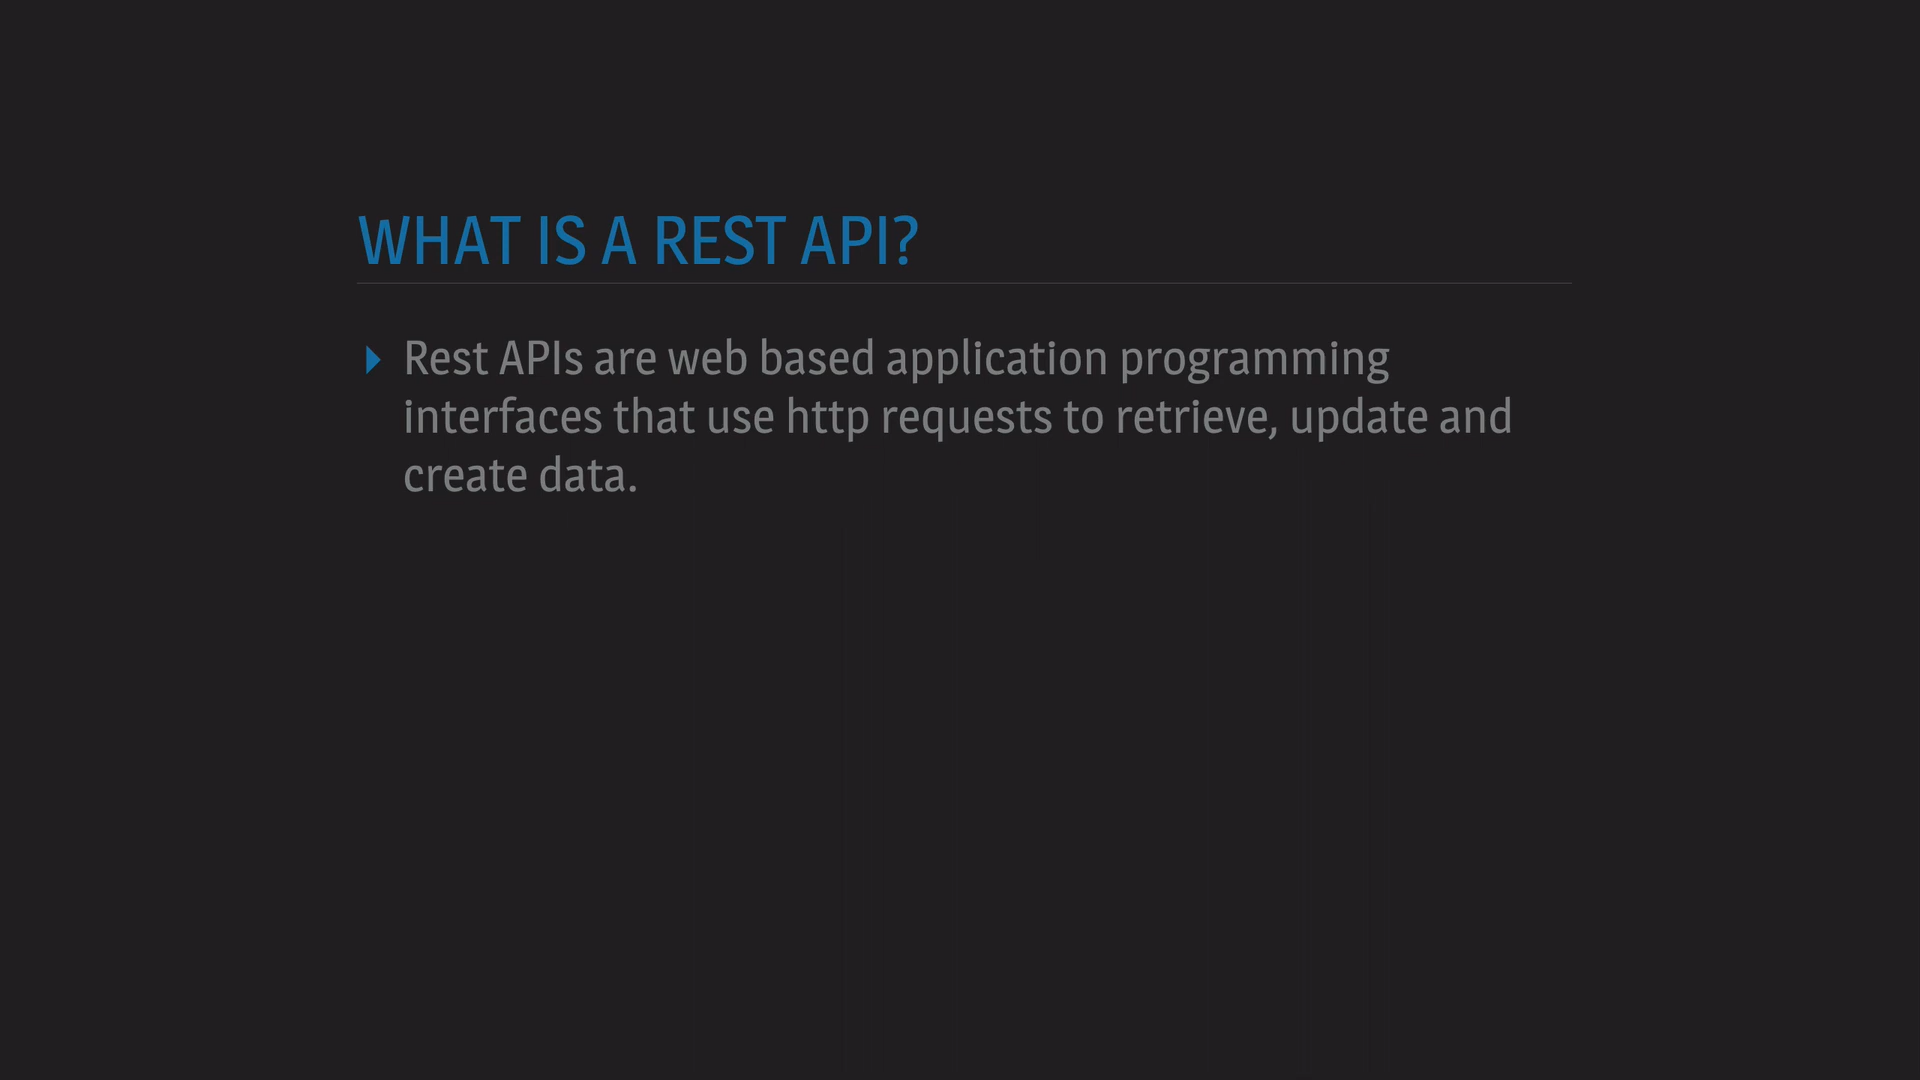 WHAT IS A REST API?
Rest APIs are web based application programming
interfaces that use http requests to retrieve, update and
create data.